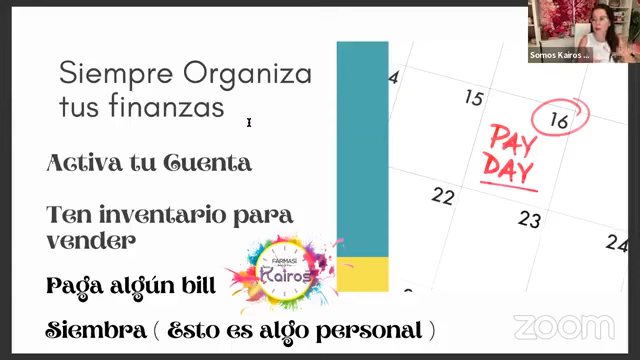 Siempre Organiza
tus finanzas
Activa tu Cuenta
Ten inventario para
vender
Paga algún bill
Siembra ( Esto es algo personal )
FARMASI
Kairos
4
15
16
PAY
DAY
22
23
24
Somos Kairos ...
zoom